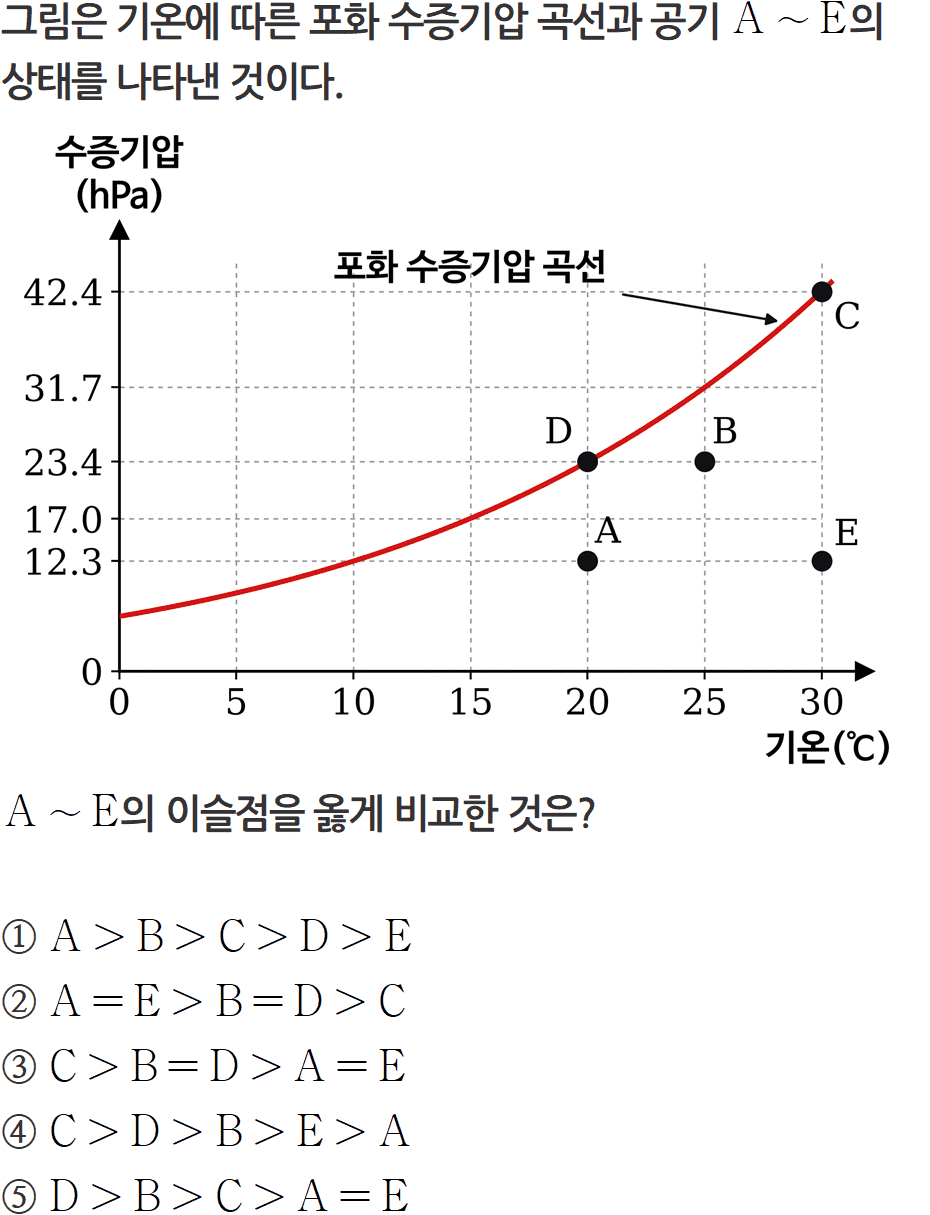 그림은 기온에 따른 포화 수증기압 곡선과 공기 A ~ E의
상태를 나타낸 것이다.
수증기압
(hPa)
포화 수증기압 곡선
42.4
C
31.7
D
B
23.4
17.0
A
E
12.3
0
0 5 10 15 20 25 30
기온(℃)
A ~ E의 이슬점을 옳게 비교한 것은?
① A > B > C > D > E
② A = E > B = D > C
③ C > B = D > A = E
④ C > D > B > E > A
⑤ D > B > C > A = E